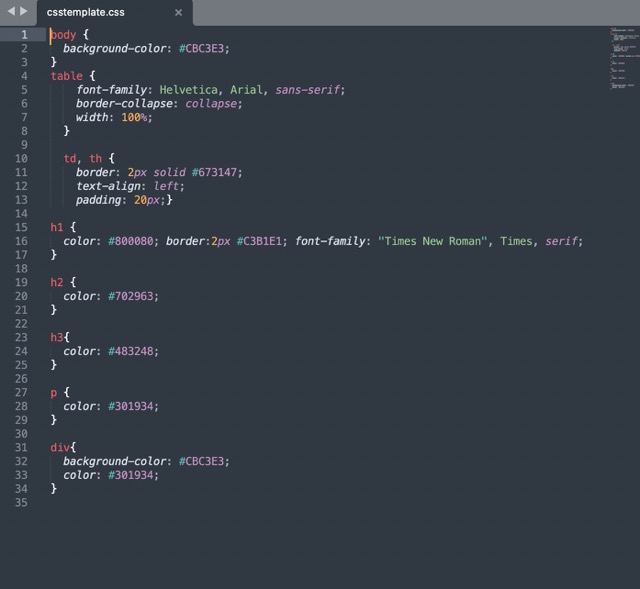 csstemplate.css
1 body {
2   background-color: #CBC3E3;
3 }
4 table {
5     font-family: Helvetica, Arial, sans-serif;
6     border-collapse: collapse;
7     width: 100%;
8   }
9
10   td, th {
11     border: 2px solid #673147;
12     text-align: left;
13     padding: 20px;}
14
15 h1 {
16   color: #800080; border:2px #C3B1E1; font-family: "Times New Roman", Times, serif;
17 }
18
19 h2 {
20   color: #702963;
21 }
22
23 h3{
24   color: #483248;
25 }
26
27 p {
28   color: #301934;
29 }
30
31 div{
32   background-color: #CBC3E3;
33   color: #301934;
34 }
35